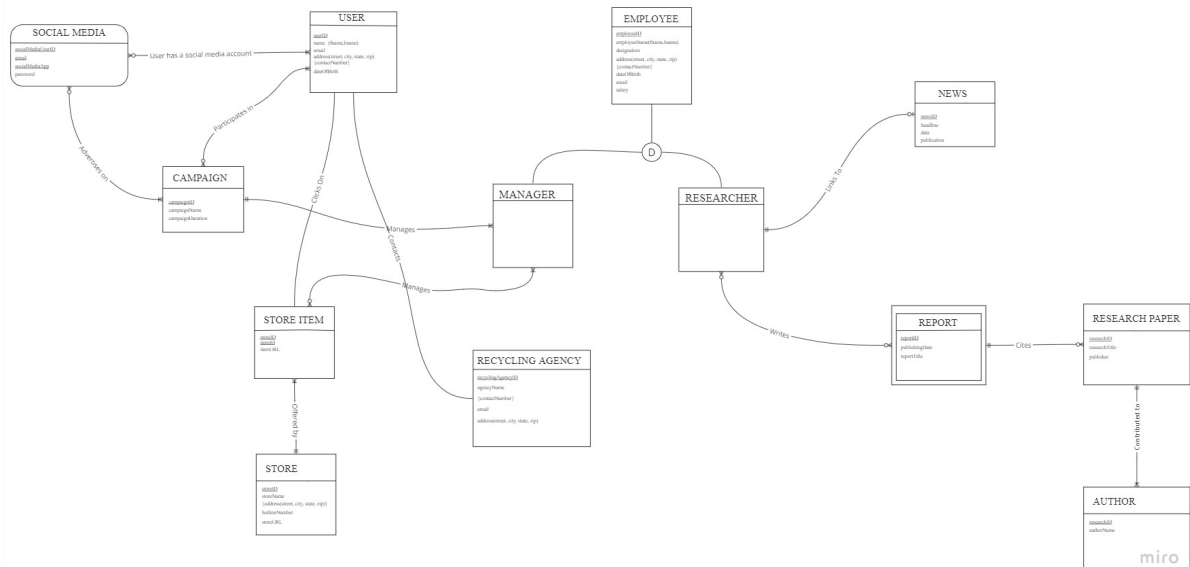 SOCIAL MEDIA
socialMediaUserID
email
socialMediaApp
password
User has a social media account
USER
userID
name (fname,lname)
email
address(street, city, state, zip)
{contactNumber}
dateOfBirth
EMPLOYEE
employeeID
employeeName(fname,lname)
designation
address(street, city, state, zip)
{contactNumber}
dateOfBirth
email
salary
D
NEWS
newsID
headline
date
publication
Links To
Participates in
Advertises on
CAMPAIGN
campaignID
campaignName
campaignDuration
Clicks On
Contacts
Manages
MANAGER
RESEARCHER
Manages
STORE ITEM
storeID
itemID
storeURL
Offered by
STORE
storeID
storeName
{address(street, city, state, zip)}
hotlineNumber
storeURL
RECYCLING AGENCY
recyclingAgencyID
agencyName
{contactNumber}
email
address(street, city, state, zip)
Writes
REPORT
reportID
publishingDate
reportTitle
Cites
RESEARCH PAPER
researchID
researchTitle
publisher
Contributed to
AUTHOR
researchID
authorName
miro